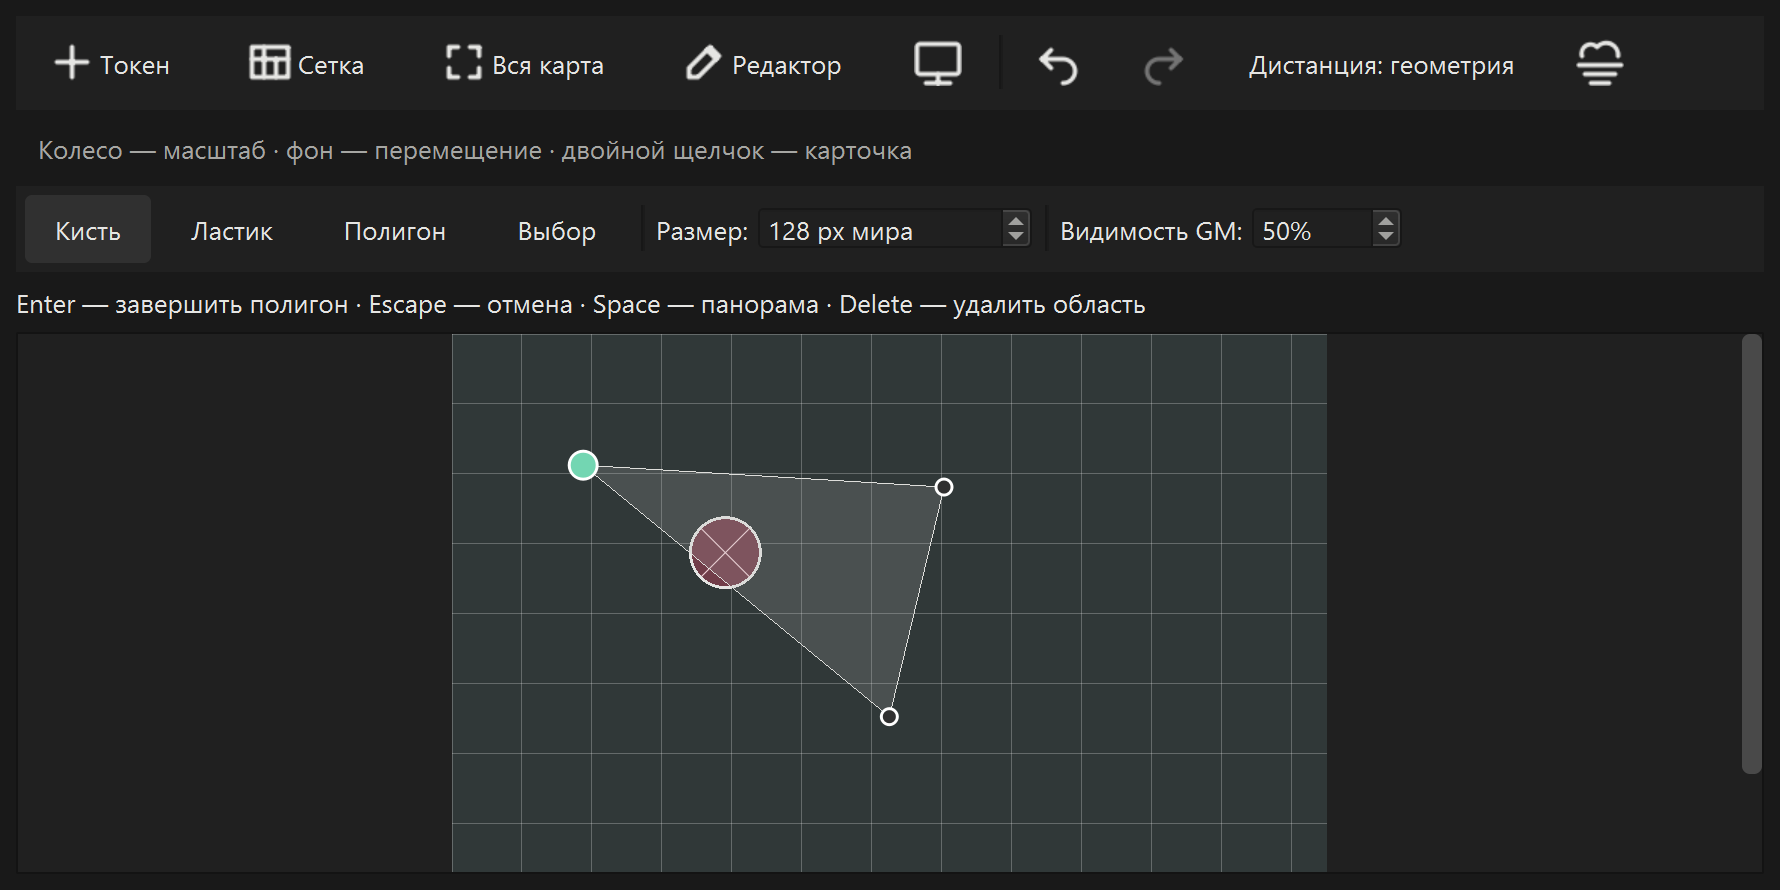 Токен Сетка Вся карта Редактор Дистанция: геометрия
Колесо — масштаб · фон — перемещение · двойной щелчок — карточка
Кисть Ластик Полигон Выбор Размер: 128 px мира Видимость GM: 50%
Enter — завершить полигон · Escape — отмена · Space — панорама · Delete — удалить область